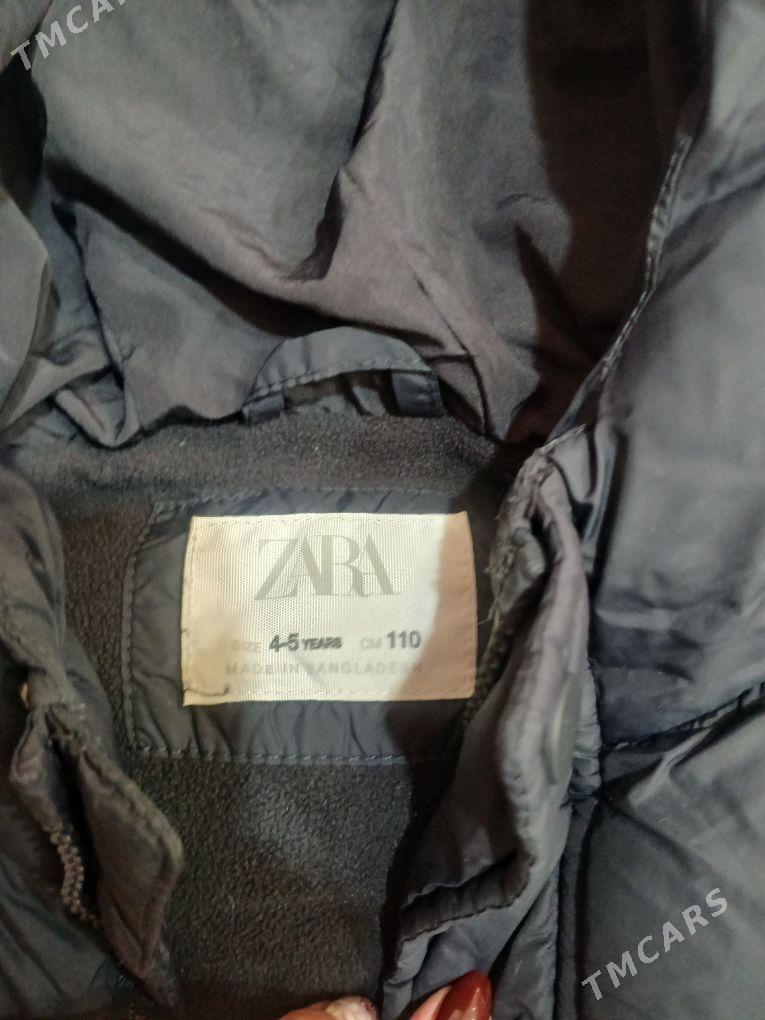 TMCARS
ZARA
SIZE 4-5 YEARS CM 110
MADE IN BANGLADESH
TMCARS